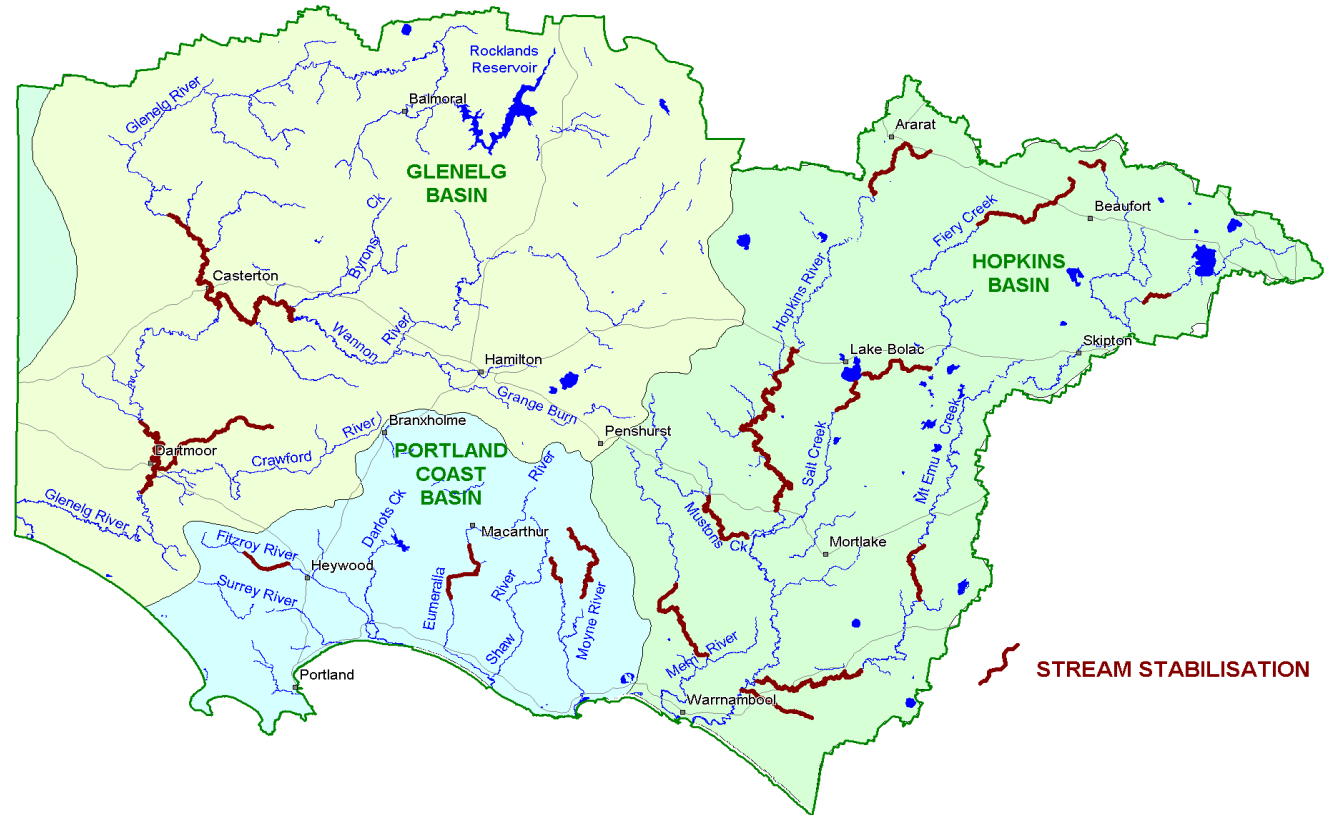 Rocklands
Reservoir
Glenelg River
Balmoral
Ararat
GLENELG
BASIN
Byrons Ck
Fiery Creek
Beaufort
HOPKINS
BASIN
Casterton
Hopkins River
Wannon River
Skipton
Lake Bolac
Hamilton
Grange Burn
Branxholme
Penshurst
Crawford River
Dartmoor
PORTLAND
COAST
BASIN
River
Salt Creek
Mt Emu Creek
Glenelg River
Darlots Ck
Mustons Ck
Macarthur
Mortlake
Fitzroy River
Heywood
Surrey River
Eumeralla
Shaw River
Moyne River
Merri River
STREAM STABILISATION
Portland
Warrnambool